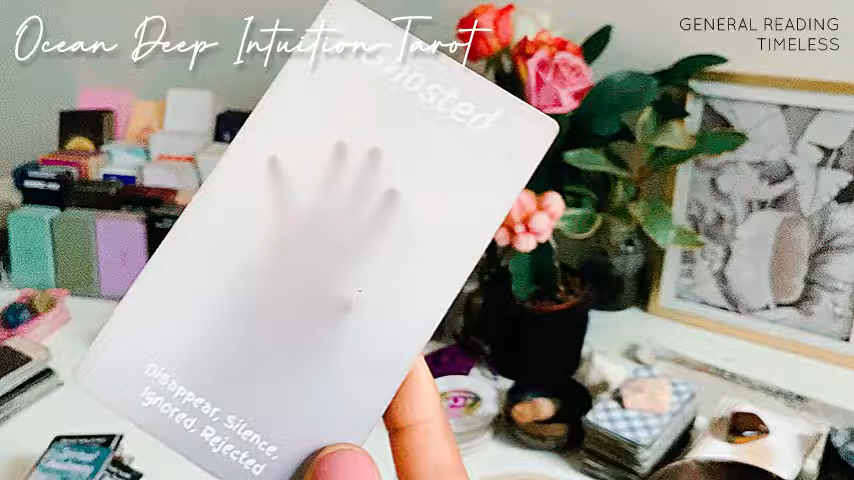 Ocean Deep Intuition Tarot
GENERAL READING
TIMELESS
Ghosted
Disappear, Silence,
Ignored, Rejected